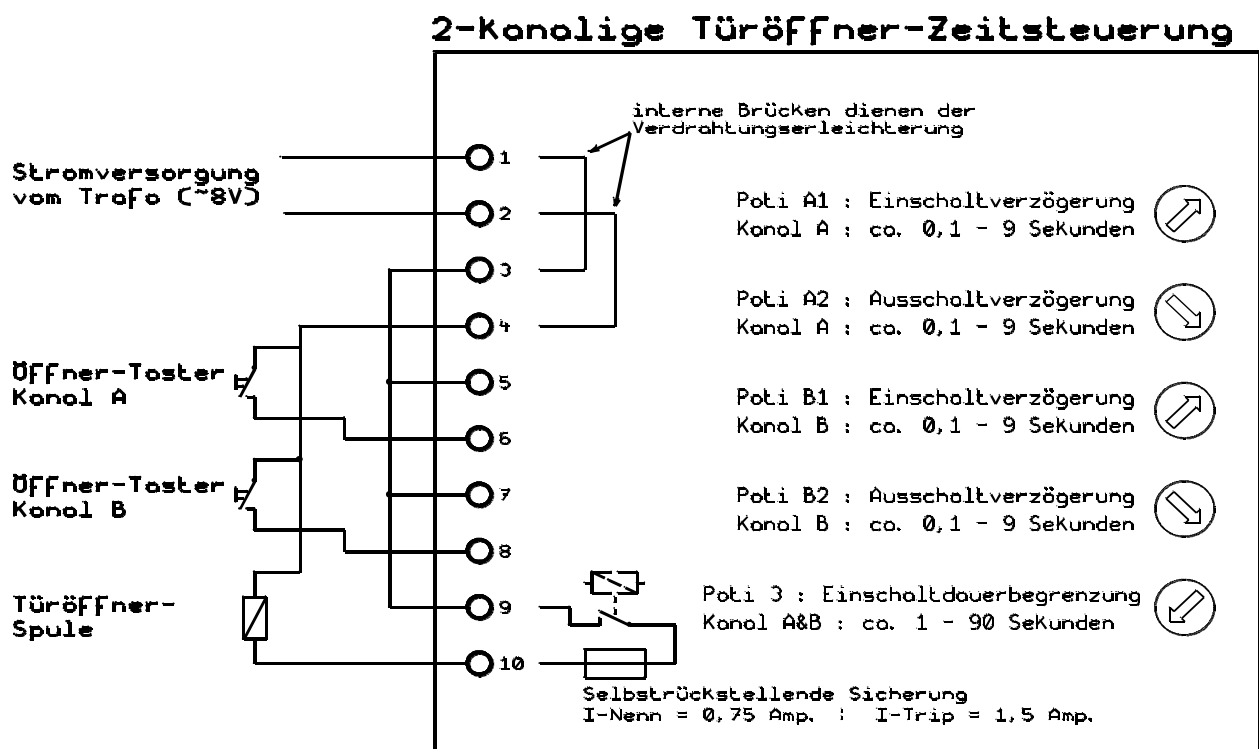 2-Kanalige Türöffner-Zeitsteuerung
interne Brücken dienen der
Verdrahtungserleichterung
Stromversorgung
vom Trafo (~8V)
1
2
3
4
5
6
7
8
9
10
Öffner-Taster
Kanal A
Öffner-Taster
Kanal B
Türöffner-
Spule
Poti A1 : Einschaltverzögerung
Kanal A : ca. 0,1 - 9 Sekunden
Poti A2 : Ausschaltverzögerung
Kanal A : ca. 0,1 - 9 Sekunden
Poti B1 : Einschaltverzögerung
Kanal B : ca. 0,1 - 9 Sekunden
Poti B2 : Ausschaltverzögerung
Kanal B : ca. 0,1 - 9 Sekunden
Poti 3 : Einschaltdauerbegrenzung
Kanal A&B : ca. 1 - 90 Sekunden
Selbstrückstellende Sicherung
I-Nenn = 0,75 Amp. ; I-Trip = 1,5 Amp.